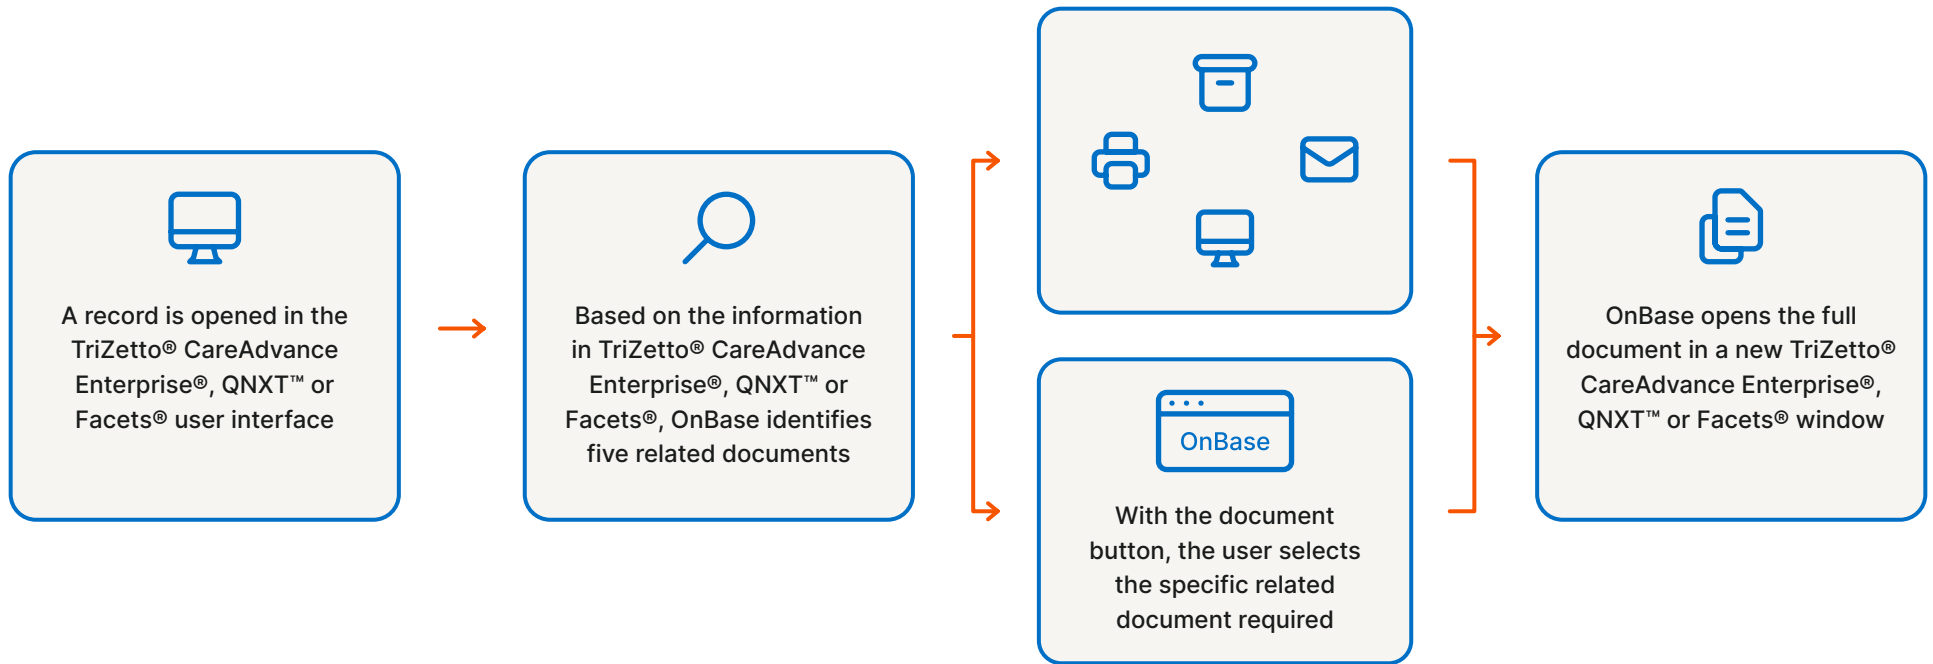 A record is opened in the
TriZetto® CareAdvance
Enterprise®, QNXT™ or
Facets® user interface
Based on the information
in TriZetto® CareAdvance
Enterprise®, QNXT™ or
Facets®, OnBase identifies
five related documents
OnBase
With the document
button, the user selects
the specific related
document required
OnBase opens the full
document in a new TriZetto®
CareAdvance Enterprise®,
QNXT™ or Facets® window